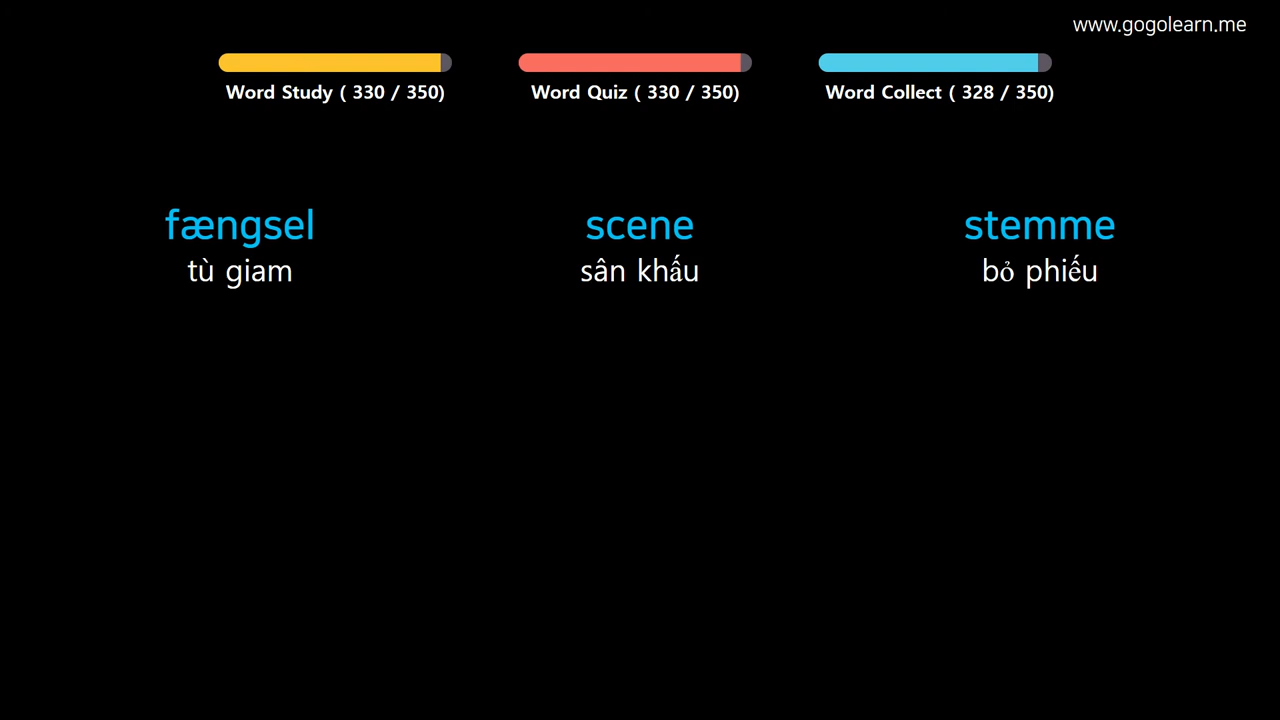 www.gogolearn.me
Word Study ( 330 / 350)
Word Quiz ( 330 / 350)
Word Collect ( 328 / 350)
fængsel
tù giam
scene
sân khấu
stemme
bỏ phiếu